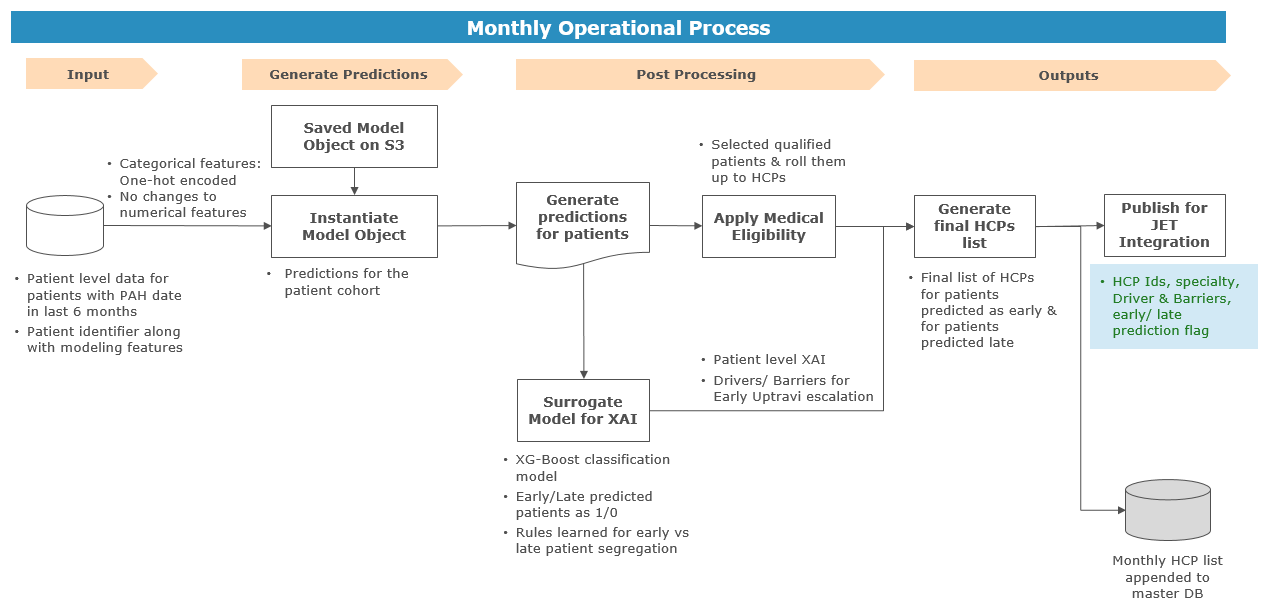 Monthly Operational Process
Input
Generate Predictions
Post Processing
Outputs
Saved Model
Object on S3
• Categorical features:
One-hot encoded
• No changes to
numerical features
Instantiate
Model Object
• Predictions for the
patient cohort
• Patient level data for
patients with PAH date
in last 6 months
• Patient identifier along
with modeling features
Generate
predictions
for patients
• Selected qualified
patients & roll them
up to HCPs
Apply Medical
Eligibility
Surrogate
Model for XAI
• XG-Boost classification
model
• Early/Late predicted
patients as 1/0
• Rules learned for early vs
late patient segregation
• Patient level XAI
• Drivers/ Barriers for
Early Uptravi escalation
Generate
final HCPs
list
• Final list of HCPs
for patients
predicted as early &
for patients
predicted late
Publish for
JET
Integration
• HCP Ids, specialty,
Driver & Barriers,
early/ late
prediction flag
Monthly HCP list
appended to
master DB